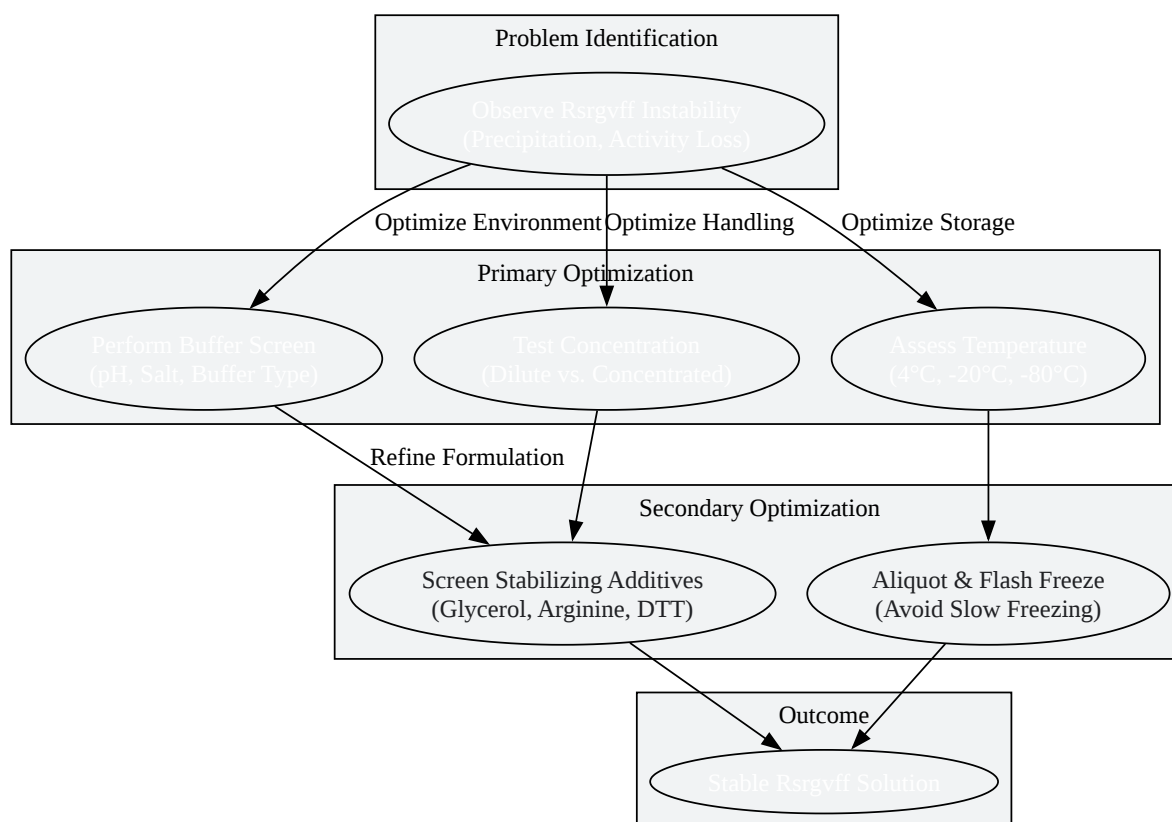 Problem Identification
Observe Rsrgvff Instability
(Precipitation, Activity Loss)
Optimize Environment
Optimize Handling
Optimize Storage
Primary Optimization
Perform Buffer Screen
(pH, Salt, Buffer Type)
Test Concentration
(Dilute vs. Concentrated)
Assess Temperature
(4°C, -20°C, -80°C)
Refine Formulation
Secondary Optimization
Screen Stabilizing Additives
(Glycerol, Arginine, DTT)
Aliquot & Flash Freeze
(Avoid Slow Freezing)
Outcome
Stable Rsrgvff Solution